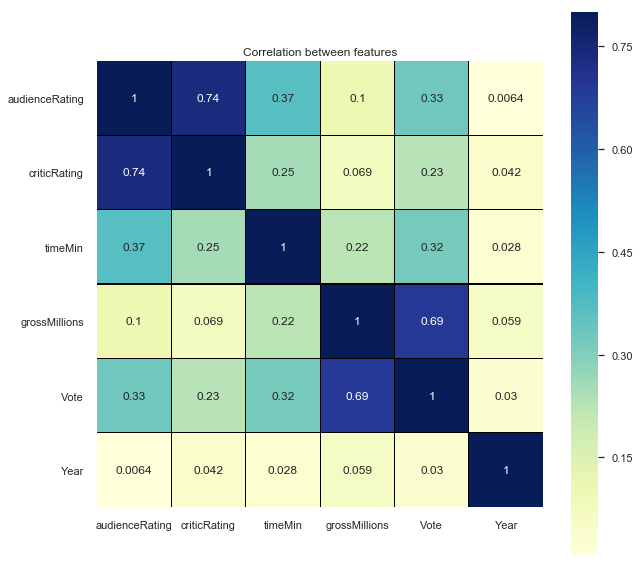 Correlation between features
audienceRating 1 0.74 0.37 0.1 0.33 0.0064
criticRating 0.74 1 0.25 0.069 0.23 0.042
timeMin 0.37 0.25 1 0.22 0.32 0.028
grossMillions 0.1 0.069 0.22 1 0.69 0.059
Vote 0.33 0.23 0.32 0.69 1 0.03
Year 0.0064 0.042 0.028 0.059 0.03 1
audienceRating criticRating timeMin grossMillions Vote Year
0.75
0.60
0.45
0.30
0.15